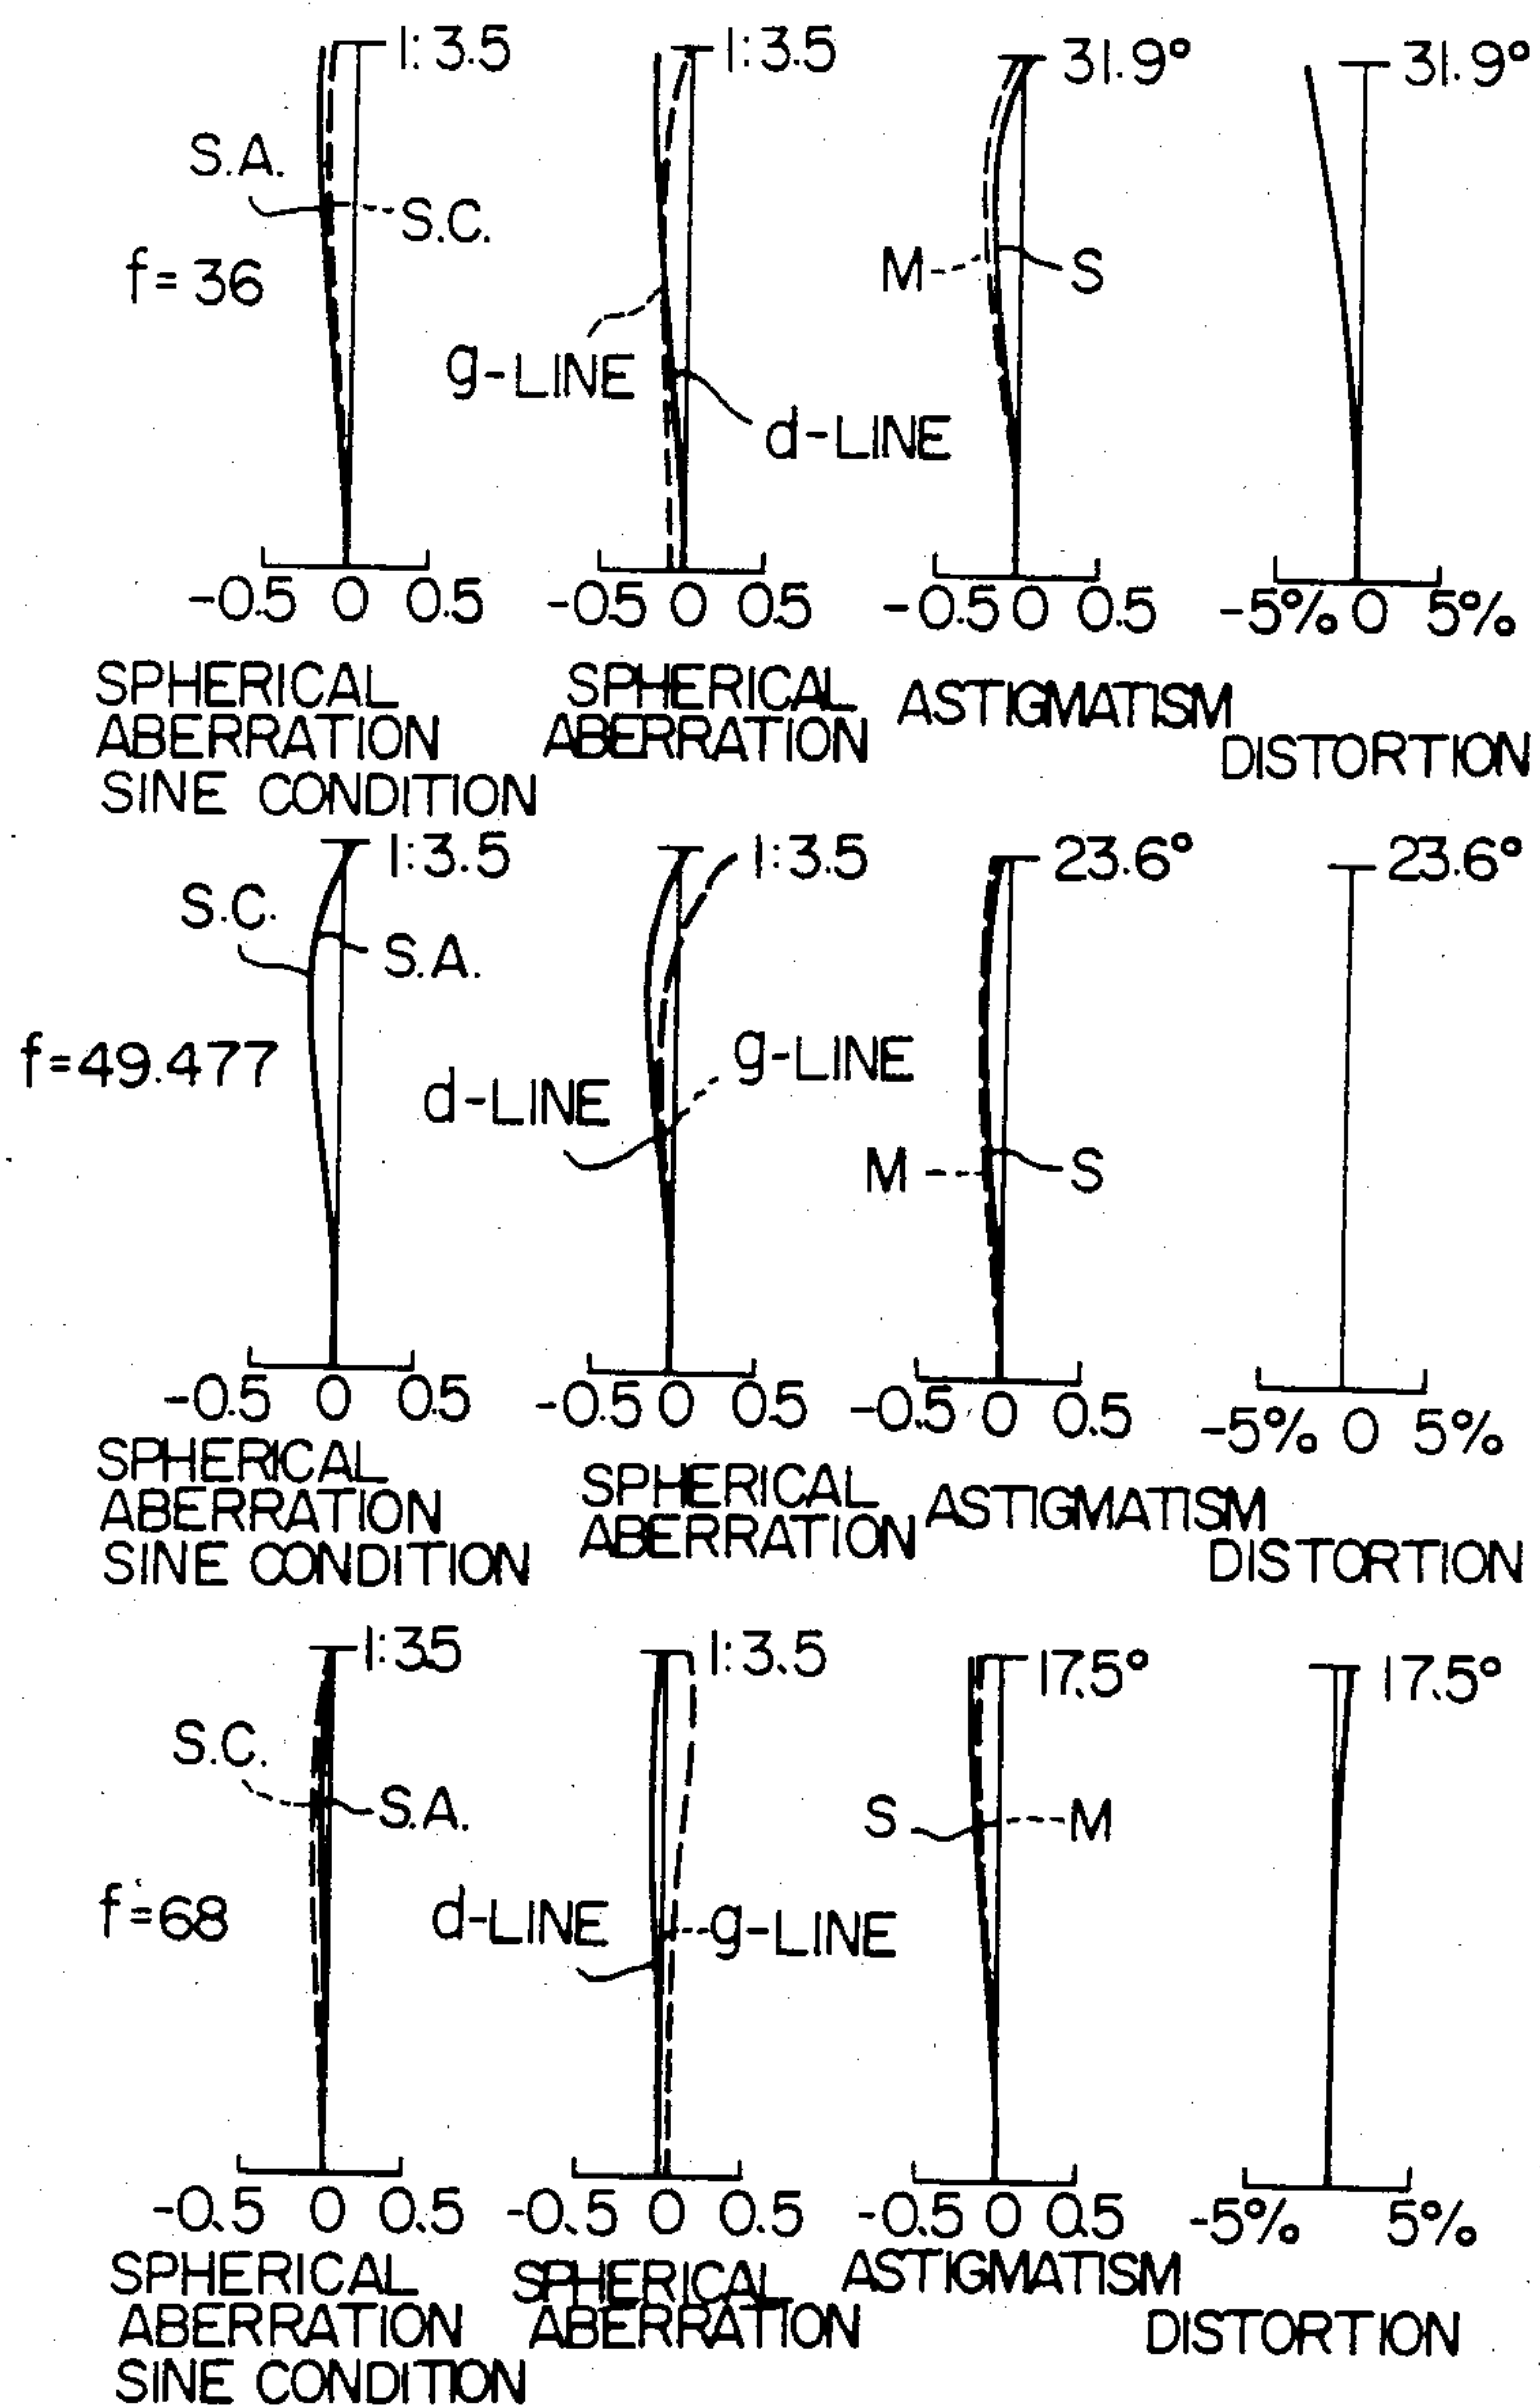 1:3.5
1:3.5
31.9°
31.9°
S.A.
S.C.
f=36
M
S
g-LINE
d-LINE
-0.5 0 0.5
-0.5 0 0.5
-0.5 0 0.5
-5% 0 5%
SPHERICAL
ABERRATION
SINE CONDITION
SPHERICAL
ABERRATION
ASTIGMATISM
DISTORTION
1:3.5
1:3.5
23.6°
23.6°
S.C.
S.A.
f=49.477
g-LINE
d-LINE
M
S
-0.5 0 0.5
-0.5 0 0.5
-0.5 0 0.5
-5% 0 5%
SPHERICAL
ABERRATION
SINE CONDITION
SPHERICAL
ABERRATION
ASTIGMATISM
DISTORTION
1:3.5
1:3.5
17.5°
17.5°
S.C.
S.A.
S
M
f=68
d-LINE
g-LINE
-0.5 0 0.5
-0.5 0 0.5
-0.5 0 0.5
-5% 5%
SPHERICAL
ABERRATION
SINE CONDITION
SPHERICAL
ABERRATION
ASTIGMATISM
DISTORTION